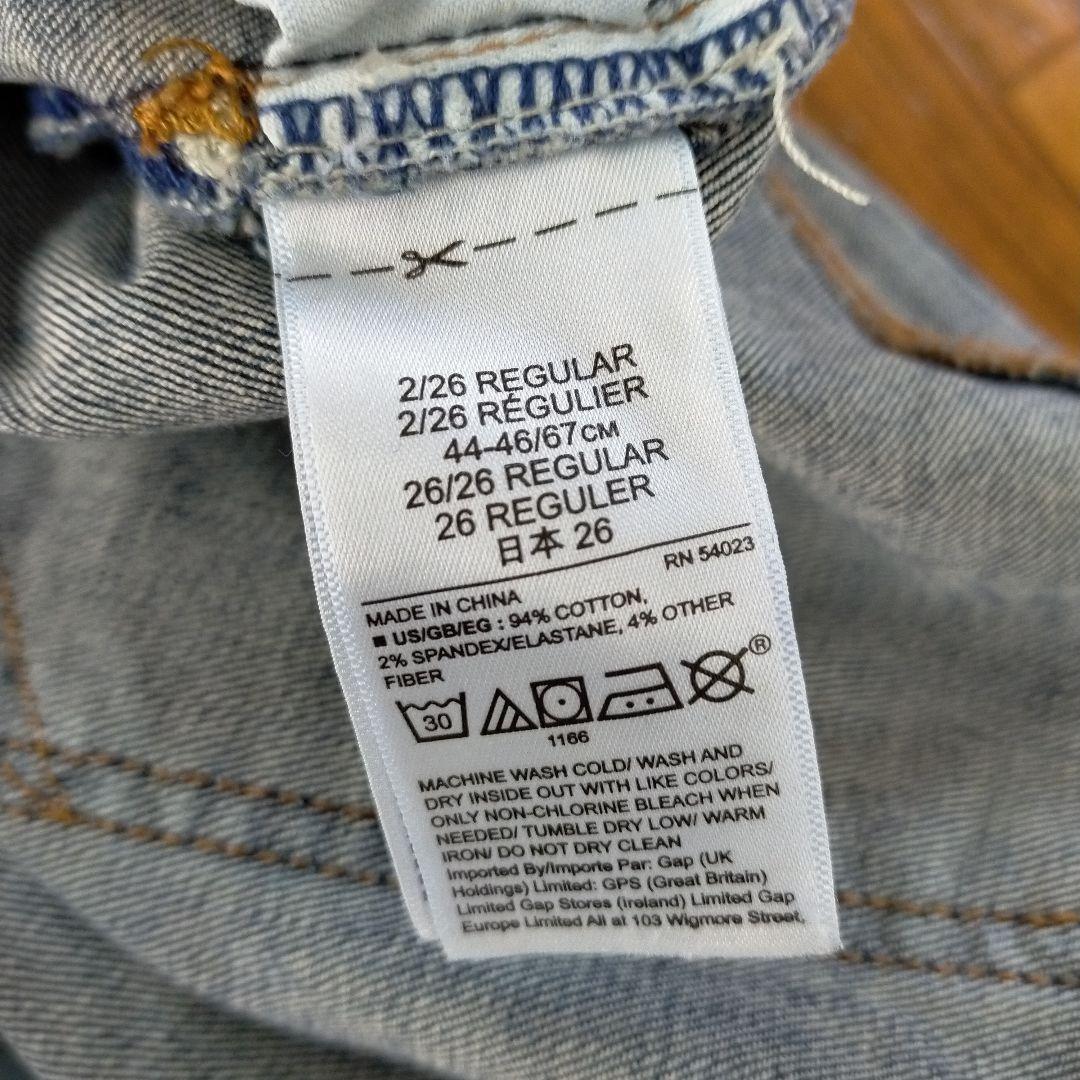 2/26 REGULAR
2/26 RÉGULIER
44-46/67CM
26/26 REGULAR
26 REGULER
日本 26
RN 54023
MADE IN CHINA
■ US/GB/EG : 94% COTTON,
2% SPANDEX/ELASTANE, 4% OTHER
FIBER
30
®
1166
MACHINE WASH COLD/ WASH AND
DRY INSIDE OUT WITH LIKE COLORS/
ONLY NON-CHLORINE BLEACH WHEN
NEEDED/ TUMBLE DRY LOW/ WARM
IRON/ DO NOT DRY CLEAN
Imported By/Importe Par: Gap (UK
Holdings) Limited: GPS (Great Britain)
Limited Gap Stores (Ireland) Limited Gap
Europe Limited All at 103 Wigmore Street,